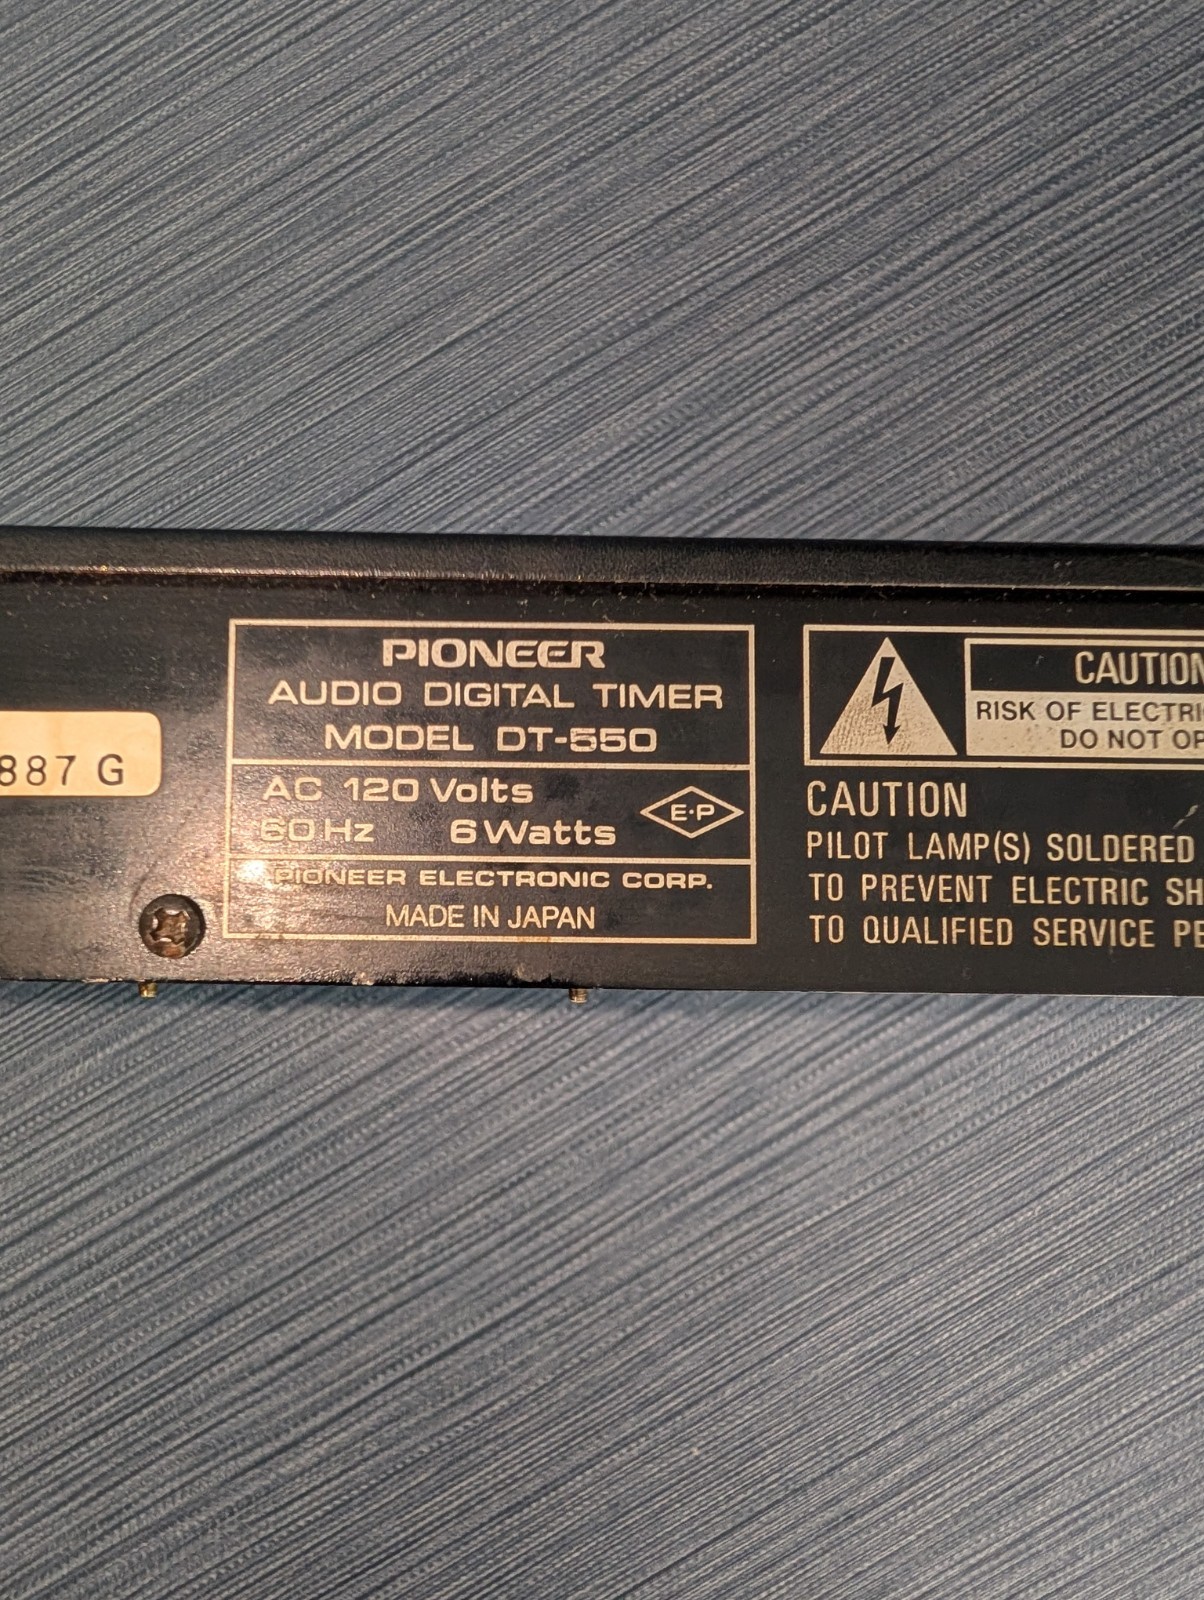 887 G
PIONEER
AUDIO DIGITAL TIMER
MODEL DT-550
AC 120 Volts
60 Hz 6 Watts
E·P
PIONEER ELECTRONIC CORP.
MADE IN JAPAN
CAUTION
RISK OF ELECTRI
DO NOT OP
CAUTION
PILOT LAMP(S) SOLDERED
TO PREVENT ELECTRIC SH
TO QUALIFIED SERVICE PE